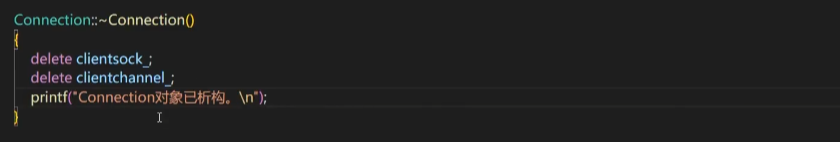 Connection::~Connection()
{
delete clientsock_;
delete clientchannel_;
printf("Connection对象已析构。\n");
}